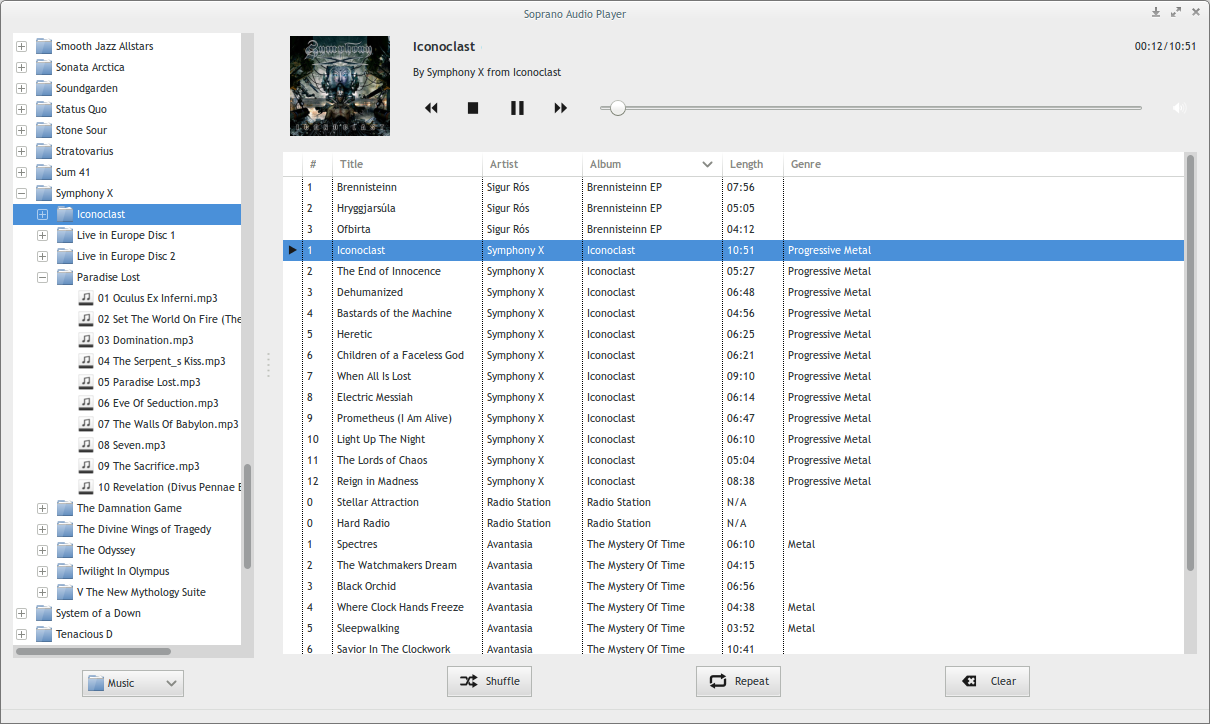 Soprano Audio Player
Smooth Jazz Allstars
Sonata Arctica
Soundgarden
Status Quo
Stone Sour
Stratovarius
Sum 41
Symphony X
Iconoclast
Live in Europe Disc 1
Live in Europe Disc 2
Paradise Lost
01 Oculus Ex Inferni.mp3
02 Set The World On Fire (The
03 Domination.mp3
04 The Serpent_s Kiss.mp3
05 Paradise Lost.mp3
06 Eve Of Seduction.mp3
07 The Walls Of Babylon.mp3
08 Seven.mp3
09 The Sacrifice.mp3
10 Revelation (Divus Pennae E
The Damnation Game
The Divine Wings of Tragedy
The Odyssey
Twilight In Olympus
V The New Mythology Suite
System of a Down
Tenacious D
Music
Symphony X
ICONOCLAST
Iconoclast
00:12/10:51
By Symphony X from Iconoclast
# Title Artist Album Length Genre
1 Brennisteinn Sigur Rós Brennisteinn EP 07:56
2 Hryggjarsúla Sigur Rós Brennisteinn EP 05:05
3 Ofbirta Sigur Rós Brennisteinn EP 04:12
1 Iconoclast Symphony X Iconoclast 10:51 Progressive Metal
2 The End of Innocence Symphony X Iconoclast 05:27 Progressive Metal
3 Dehumanized Symphony X Iconoclast 06:48 Progressive Metal
4 Bastards of the Machine Symphony X Iconoclast 04:56 Progressive Metal
5 Heretic Symphony X Iconoclast 06:25 Progressive Metal
6 Children of a Faceless God Symphony X Iconoclast 06:21 Progressive Metal
7 When All Is Lost Symphony X Iconoclast 09:10 Progressive Metal
8 Electric Messiah Symphony X Iconoclast 06:14 Progressive Metal
9 Prometheus (I Am Alive) Symphony X Iconoclast 06:47 Progressive Metal
10 Light Up The Night Symphony X Iconoclast 06:10 Progressive Metal
11 The Lords of Chaos Symphony X Iconoclast 05:04 Progressive Metal
12 Reign in Madness Symphony X Iconoclast 08:38 Progressive Metal
0 Stellar Attraction Radio Station Radio Station N/A
0 Hard Radio Radio Station Radio Station N/A
1 Spectres Avantasia The Mystery Of Time 06:10 Metal
2 The Watchmakers Dream Avantasia The Mystery Of Time 04:15
3 Black Orchid Avantasia The Mystery Of Time 06:56
4 Where Clock Hands Freeze Avantasia The Mystery Of Time 04:38 Metal
5 Sleepwalking Avantasia The Mystery Of Time 03:52 Metal
6 Savior In The Clockwork Avantasia The Mystery Of Time 10:41
Shuffle
Repeat
Clear